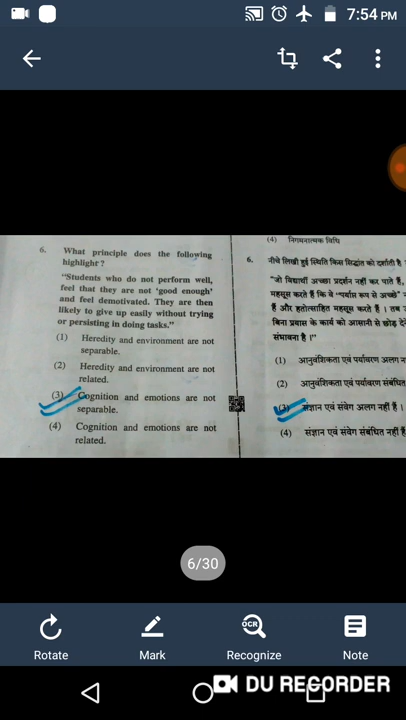 7:54 PM
6. What principle does the following
highlight?
"Students who do not perform well,
feel that they are not 'good enough'
and feel demotivated. They are then
likely to give up easily without trying
or persisting in doing tasks."
(1) Heredity and environment are not
separable.
(2) Heredity and environment are not
related.
(3) Cognition and emotions are not
separable.
(4) Cognition and emotions are not
related.
(4) निगमनात्मक विधि
6. नीचे लिखी हुई स्थिति किस सिद्धांत को दर्शाती है
"जो विद्यार्थी अच्छा प्रदर्शन नहीं कर पाते हैं,
महसूस करते हैं कि वे "पर्याप्त रूप से अच्छे"
हैं और हतोत्साहित महसूस करते हैं । तब
बिना प्रयास के कार्य को आसानी से छोड़ देने
संभावना है ।"
(1) आनुवंशिकता एवं पर्यावरण अलग
(2) आनुवंशिकता एवं पर्यावरण संबंधित
(3) संज्ञान एवं संवेग अलग नहीं हैं ।
(4) संज्ञान एवं संवेग संबंधित नहीं हैं
6/30
OCR
Rotate Mark Recognize Note
DU RECORDER